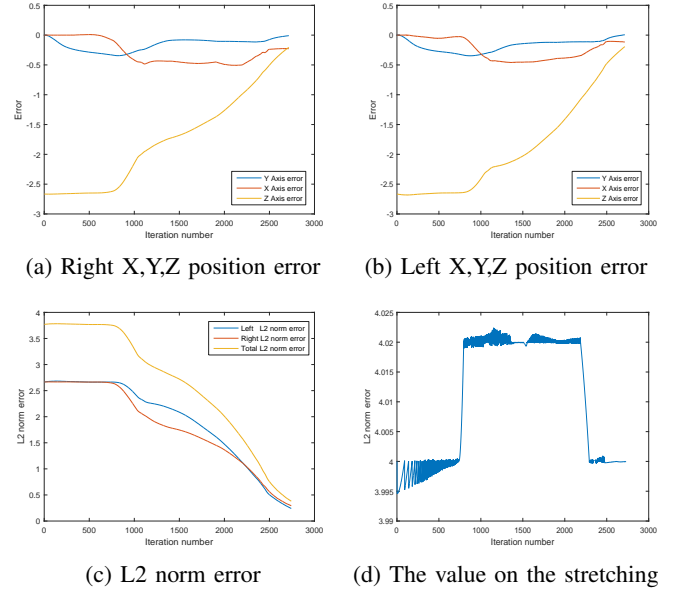 0.5
0
-0.5
-1
-1.5
-2
-2.5
-3
Error
Y Axis error
X Axis error
Z Axis error
0 500 1000 1500 2000 2500 3000
Iteration number
(a) Right X,Y,Z position error
0.5
0
-0.5
-1
-1.5
-2
-2.5
-3
Error
Y Axis error
X Axis error
Z Axis error
0 500 1000 1500 2000 2500 3000
Iteration number
(b) Left X,Y,Z position error
4
3.5
3
2.5
2
1.5
1
0.5
0
L2 norm error
Left L2 norm error
Right L2 norm error
Total L2 norm error
0 500 1000 1500 2000 2500 3000
Iteration number
(c) L2 norm error
4.025
4.02
4.015
4.01
4.005
4
3.995
3.99
L2 norm error
0 500 1000 1500 2000 2500 3000
Iteration number
(d) The value on the stretching